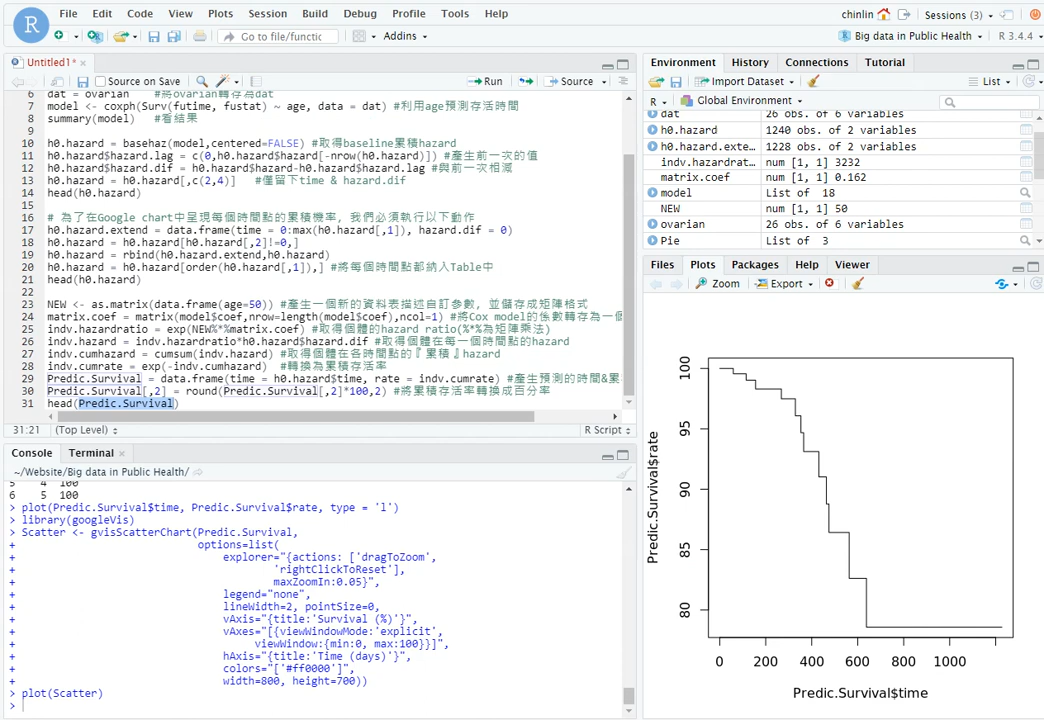 File Edit Code View Plots Session Build Debug Profile Tools Help
chinlin Sessions (3)
Go to file/functic Addins
Big data in Public Health R 3.4.4
Untitled1* ×
Source on Save Run Source
6 dat = ovarian #將ovarian轉存為dat
7 model <- coxph(Surv(futime, fustat) ~ age, data = dat) #利用age預測存活時間
8 summary(model) #看結果
9
10 h0.hazard = basehaz(model,centered=FALSE) #取得baseline累積hazard
11 h0.hazard$hazard.lag = c(0,h0.hazard$hazard[-nrow(h0.hazard)]) #產生前一次的值
12 h0.hazard$hazard.dif = h0.hazard$hazard-h0.hazard$hazard.lag #與前一次相減
13 h0.hazard = h0.hazard[,c(2,4)] #僅留下time & hazard.dif
14 head(h0.hazard)
15
16 # 為了在Google chart中呈現每個時間點的累積機率, 我們必須執行以下動作
17 h0.hazard.extend = data.frame(time = 0:max(h0.hazard[,1]), hazard.dif = 0)
18 h0.hazard = h0.hazard[h0.hazard[,2]!=0,]
19 h0.hazard = rbind(h0.hazard.extend,h0.hazard)
20 h0.hazard = h0.hazard[order(h0.hazard[,1]),] #將每個時間點都納入Table中
21 head(h0.hazard)
22
23 NEW <- as.matrix(data.frame(age=50)) #產生一個新的資料表描述自訂參數, 並儲存成矩陣格式
24 matrix.coef = matrix(model$coef,nrow=length(model$coef),ncol=1) #將Cox model的係數轉存為一個
25 indv.hazardratio = exp(NEW%*%matrix.coef) #取得個體的hazard ratio(%*%為矩陣乘法)
26 indv.hazard = indv.hazardratio*h0.hazard$hazard.dif #取得個體在每一個時間點的hazard
27 indv.cumhazard = cumsum(indv.hazard) #取得個體在各時間點的『累積』hazard
28 indv.cumrate = exp(-indv.cumhazard) #轉換為累積存活率
29 Predic.Survival = data.frame(time = h0.hazard$time, rate = indv.cumrate) #產生預測的時間&累
30 Predic.Survival[,2] = round(Predic.Survival[,2]*100,2) #將累積存活率轉換成百分率
31 head(Predic.Survival)
31:21 (Top Level) R Script
Console Terminal ×
~/Website/Big data in Public Health/
5 4 100
6 5 100
> plot(Predic.Survival$time, Predic.Survival$rate, type = 'l')
> library(googleVis)
> Scatter <- gvisScatterChart(Predic.Survival,
+ options=list(
+ explorer="{actions: ['dragToZoom',
+ 'rightClickToReset'],
+ maxZoomIn:0.05}",
+ legend="none",
+ lineWidth=2, pointSize=0,
+ vAxis="{title:'Survival (%)'}",
+ vAxes="[{viewWindowMode:'explicit',
+ viewWindow:{min:0, max:100}}]",
+ hAxis="{title:'Time (days)'}",
+ colors="['#ff0000']",
+ width=800, height=700))
> plot(Scatter)
>
Environment History Connections Tutorial
Import Dataset List
R Global Environment
dat 26 obs. of 6 variables
h0.hazard 1240 obs. of 2 variables
h0.hazard.exte… 1228 obs. of 2 variables
indv.hazardrat… num [1, 1] 3232
matrix.coef num [1, 1] 0.162
model List of 18
NEW num [1, 1] 50
ovarian 26 obs. of 6 variables
Pie List of 3
Files Plots Packages Help Viewer
Zoom Export
Predic.Survival$rate
100
95
90
85
80
0 200 400 600 800 1000
Predic.Survival$time